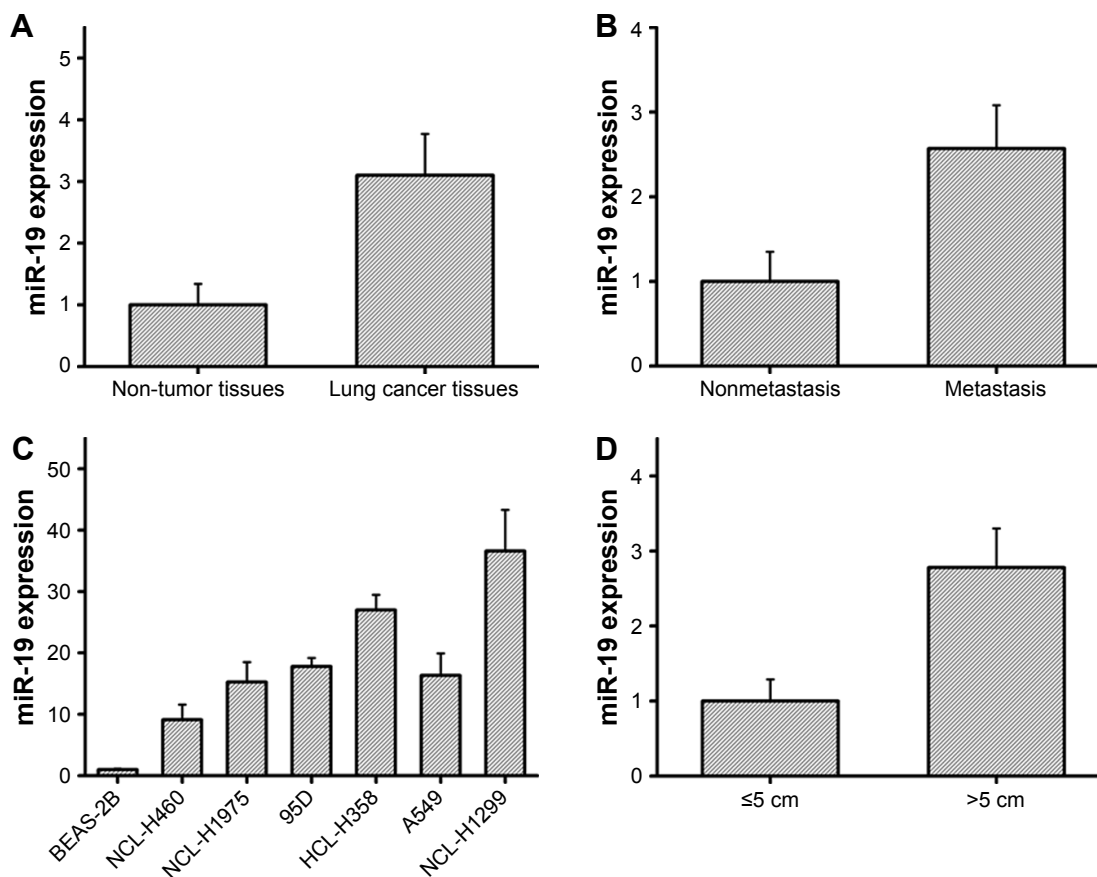 A
miR-19 expression
5
4
3
2
1
0
Non-tumor tissues Lung cancer tissues
B
miR-19 expression
4
3
2
1
0
Nonmetastasis Metastasis
C
miR-19 expression
50
40
30
20
10
0
BEAS-2B
NCL-H460
NCL-H1975
95D
HCL-H358
A549
NCL-H1299
D
miR-19 expression
4
3
2
1
0
≤5 cm >5 cm